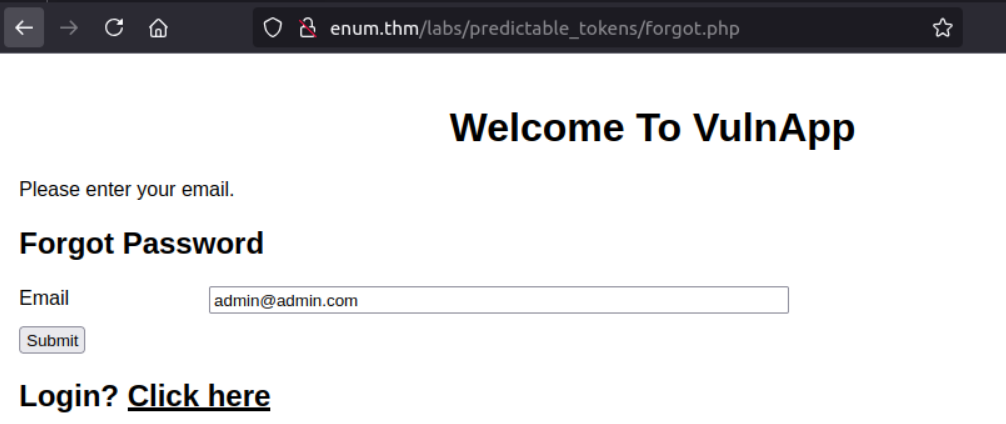 enum.thm/labs/predictable_tokens/forgot.php
Welcome To VulnApp
Please enter your email.
Forgot Password
Email admin@admin.com
Submit
Login? Click here